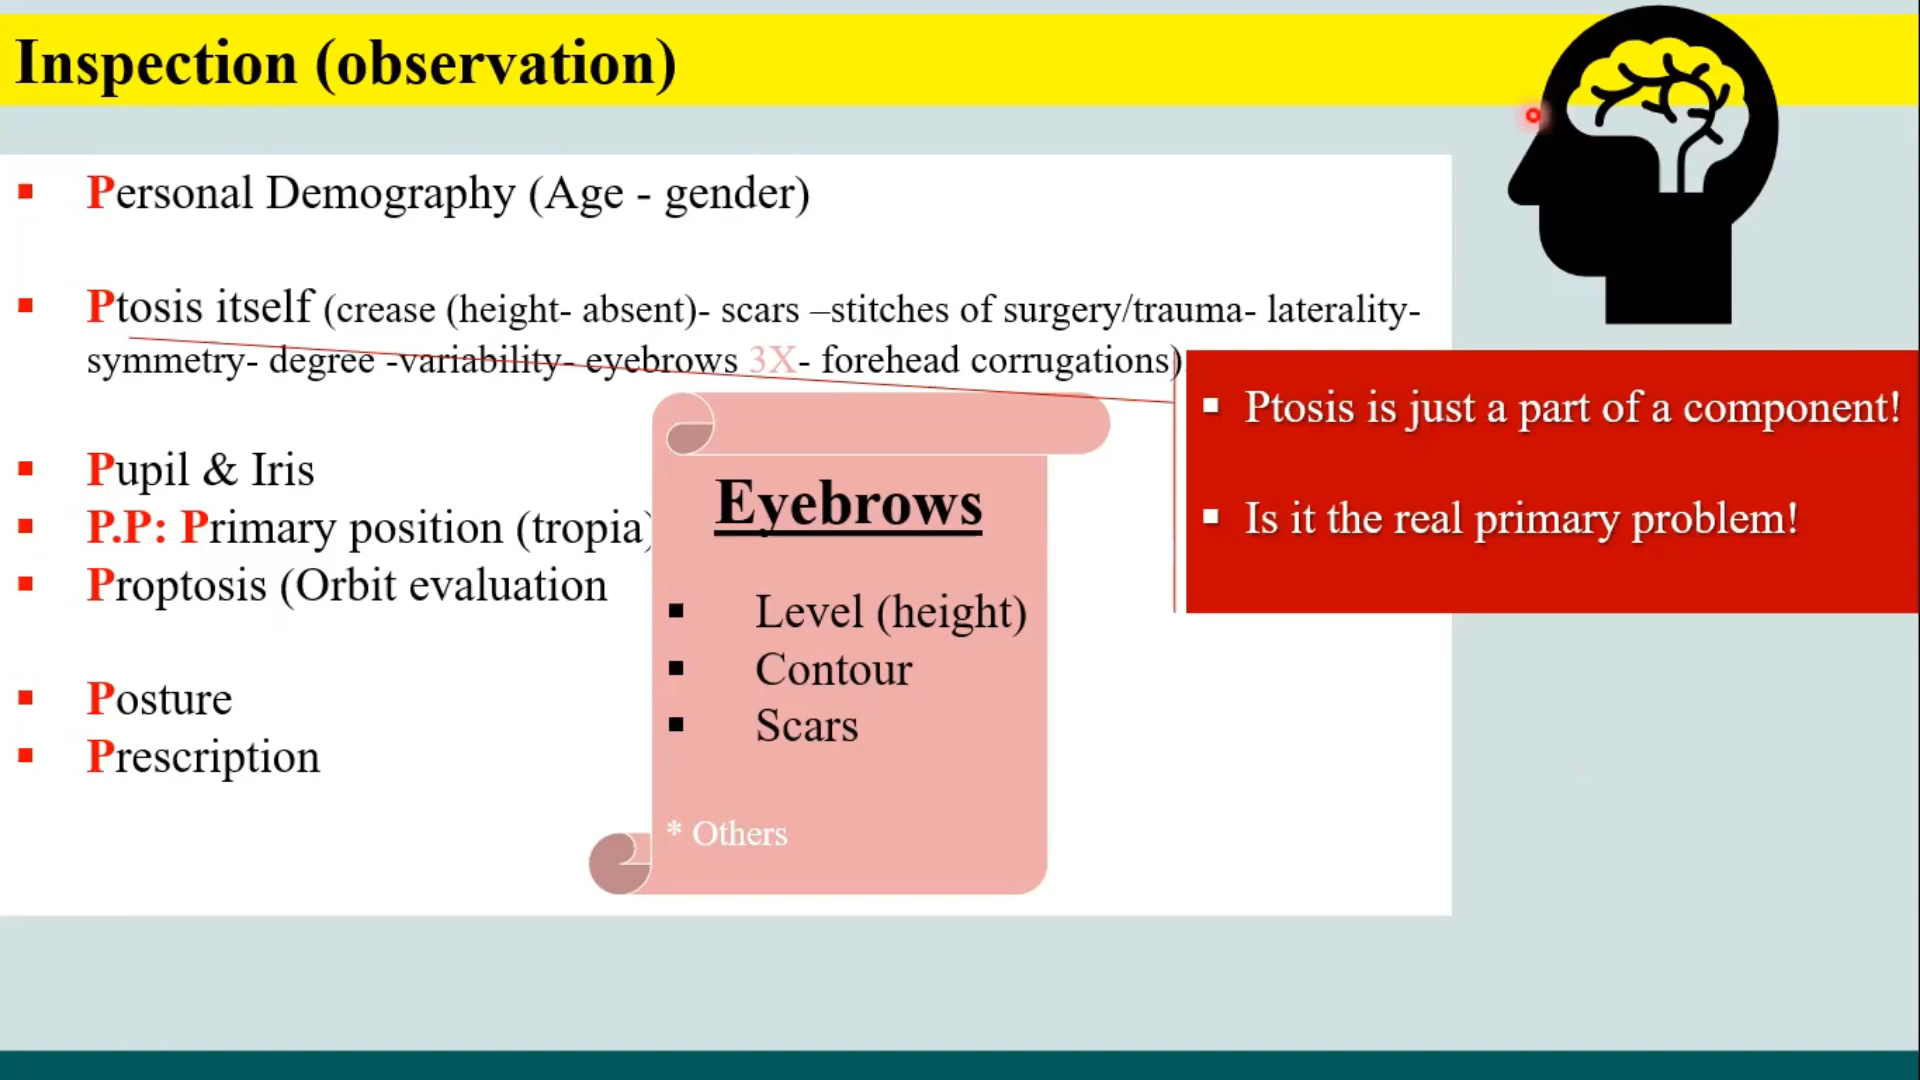 Inspection (observation)
Personal Demography (Age - gender)
Ptosis itself (crease (height- absent)- scars –stitches of surgery/trauma- laterality-
symmetry- degree -variability- eyebrows 3X- forehead corrugations)
Pupil & Iris
P.P: Primary position (tropia)
Proptosis (Orbit evaluation
Posture
Prescription
Eyebrows
Level (height)
Contour
Scars
* Others
Ptosis is just a part of a component!
Is it the real primary problem!